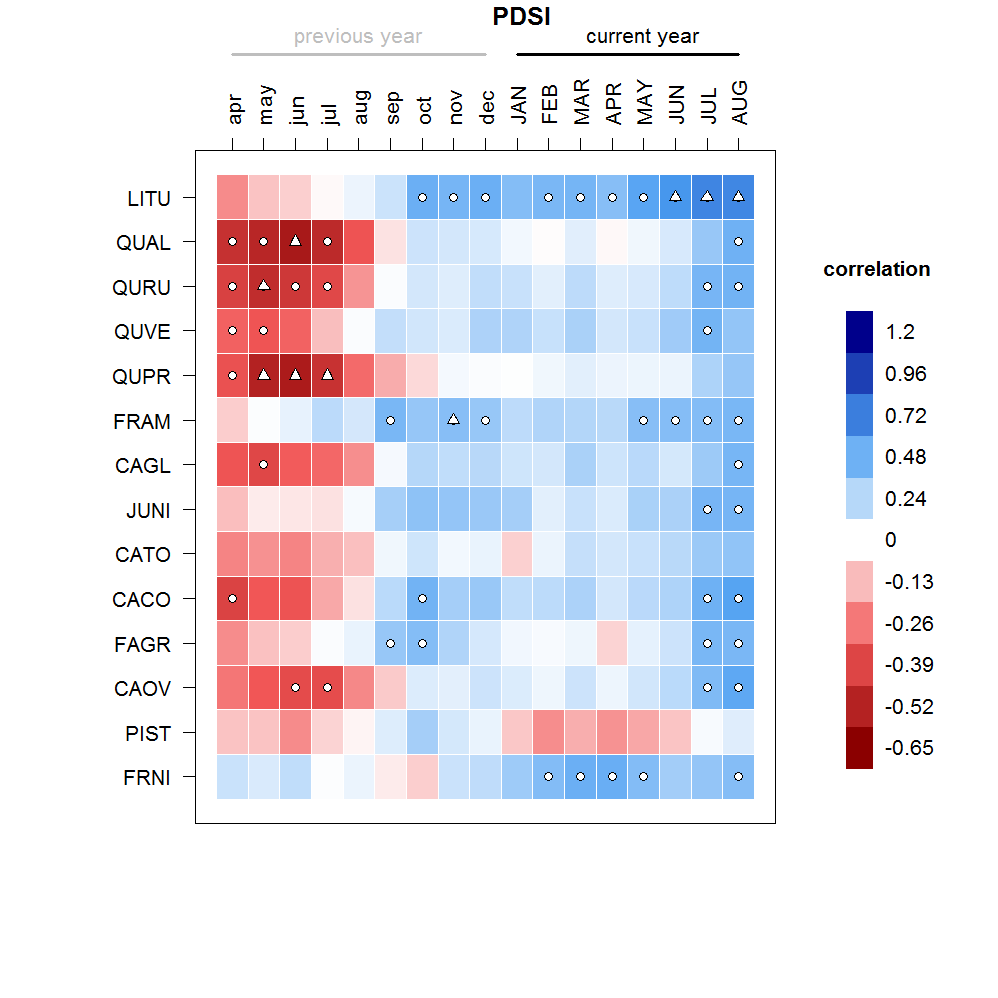 PDSI
previous year current year
apr may jun jul aug sep oct nov dec JAN FEB MAR APR MAY JUN JUL AUG
LITU
QUAL
QURU
QUVE
QUPR
FRAM
CAGL
JUNI
CATO
CACO
FAGR
CAOV
PIST
FRNI
correlation
1.2
0.96
0.72
0.48
0.24
0
-0.13
-0.26
-0.39
-0.52
-0.65